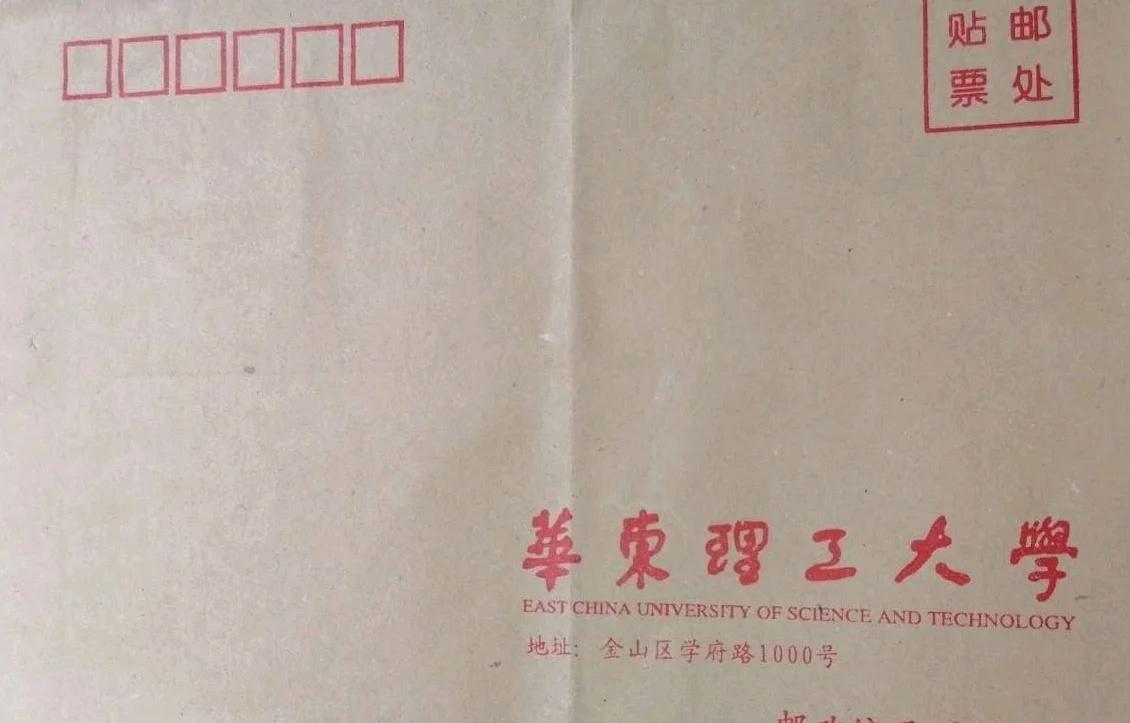 贴邮
票处
華東理工大學
EAST CHINA UNIVERSITY OF SCIENCE AND TECHNOLOGY
地址：金山区学府路1000号